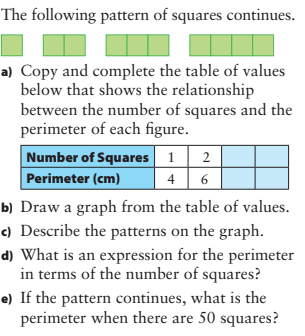 The following pattern of squares continues.
a) Copy and complete the table of values
below that shows the relationship
between the number of squares and the
perimeter of each figure.
Number of Squares 1 2
Perimeter (cm) 4 6
b) Draw a graph from the table of values.
c) Describe the patterns on the graph.
d) What is an expression for the perimeter
in terms of the number of squares?
e) If the pattern continues, what is the
perimeter when there are 50 squares?